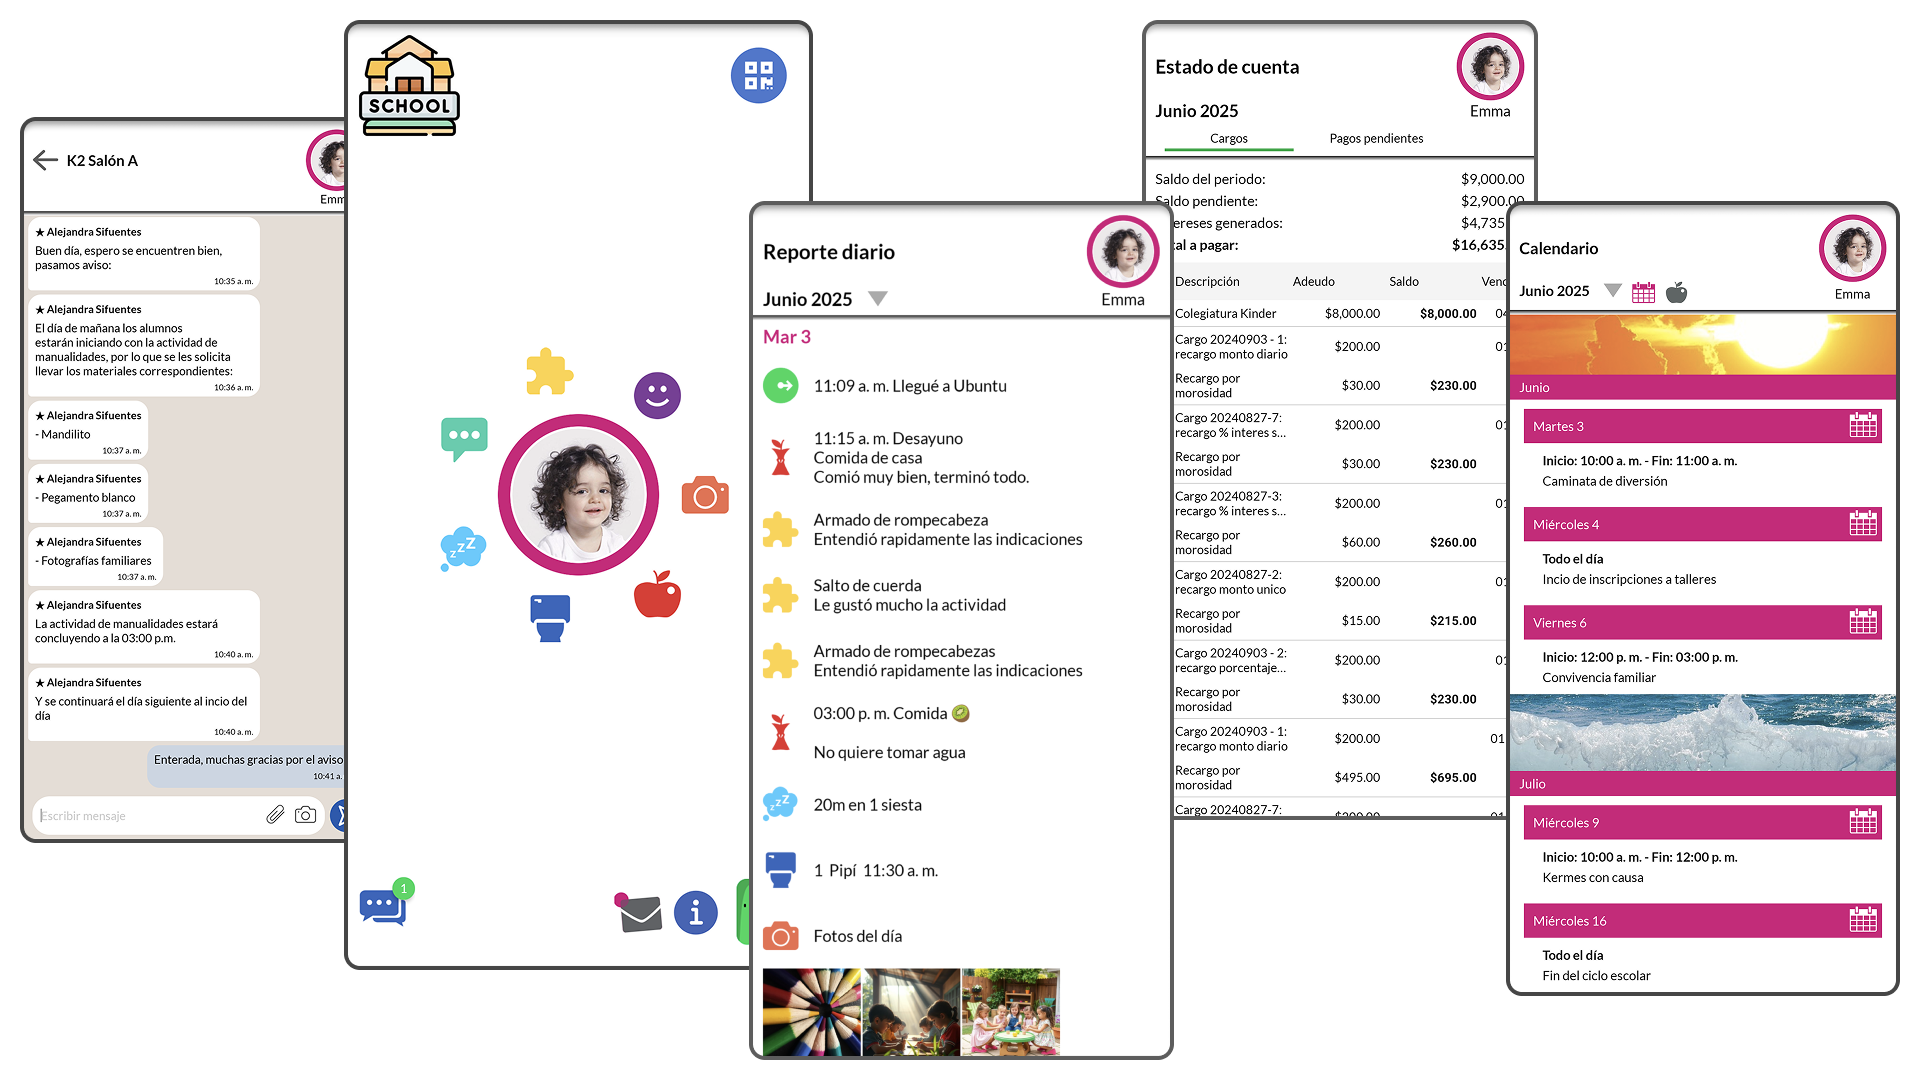 K2 Salón A
Emm
★ Alejandra Sifuentes
Buen día, espero se encuentren bien,
pasamos aviso:
10:35 a. m.
★ Alejandra Sifuentes
El día de mañana los alumnos
estarán iniciando con la actividad de
manualidades, por lo que se les solicita
llevar los materiales correspondientes:
10:36 a. m.
★ Alejandra Sifuentes
- Mandilito
10:37 a. m.
★ Alejandra Sifuentes
- Pegamento blanco
10:37 a. m.
★ Alejandra Sifuentes
- Fotografías familiares
10:37 a. m.
★ Alejandra Sifuentes
La actividad de manualidades estará
concluyendo a la 03:00 p.m.
10:40 a. m.
★ Alejandra Sifuentes
Y se continuará el día siguiente al incio del
día
10:40 a. m.
Enterada, muchas gracias por el aviso
10:41 a.
Escribir mensaje
SCHOOL
zzZ
1
Reporte diario
Emma
Junio 2025
Mar 3
11:09 a. m. Llegué a Ubuntu
11:15 a. m. Desayuno
Comida de casa
Comió muy bien, terminó todo.
Armado de rompecabeza
Entendió rapidamente las indicaciones
Salto de cuerda
Le gustó mucho la actividad
Armado de rompecabezas
Entendió rapidamente las indicaciones
03:00 p. m. Comida 🥝
No quiere tomar agua
zzZ
20m en 1 siesta
1 Pipí 11:30 a. m.
Fotos del día
Estado de cuenta
Emma
Junio 2025
Cargos Pagos pendientes
Saldo del periodo: $9,000.00
Saldo pendiente: $2,900.00
ereses generados: $4,735
al a pagar: $16,635.
Descripción Adeudo Saldo Venc
Colegiatura Kinder $8,000.00 $8,000.00 04
Cargo 20240903 - 1:
recargo monto diario $200.00 01
Recargo por
morosidad $30.00 $230.00
Cargo 20240827-7:
recargo % interes s... $200.00 01
Recargo por
morosidad $30.00 $230.00
Cargo 20240827-3:
recargo % interes s... $200.00 01
Recargo por
morosidad $60.00 $260.00
Cargo 20240827-2:
recargo monto unico $200.00 01
Recargo por
morosidad $15.00 $215.00
Cargo 20240903 - 2:
recargo porcentaje... $200.00 01
Recargo por
morosidad $30.00 $230.00
Cargo 20240903 - 1:
recargo monto diario $200.00 01
Recargo por
morosidad $495.00 $695.00
Cargo 20240827-7: $200.00 01
Calendario
Emma
Junio 2025
Junio
Martes 3
Inicio: 10:00 a. m. - Fin: 11:00 a. m.
Caminata de diversión
Miércoles 4
Todo el día
Incio de inscripciones a talleres
Viernes 6
Inicio: 12:00 p. m. - Fin: 03:00 p. m.
Convivencia familiar
Julio
Miércoles 9
Inicio: 10:00 a. m. - Fin: 12:00 p. m.
Kermes con causa
Miércoles 16
Todo el día
Fin del ciclo escolar